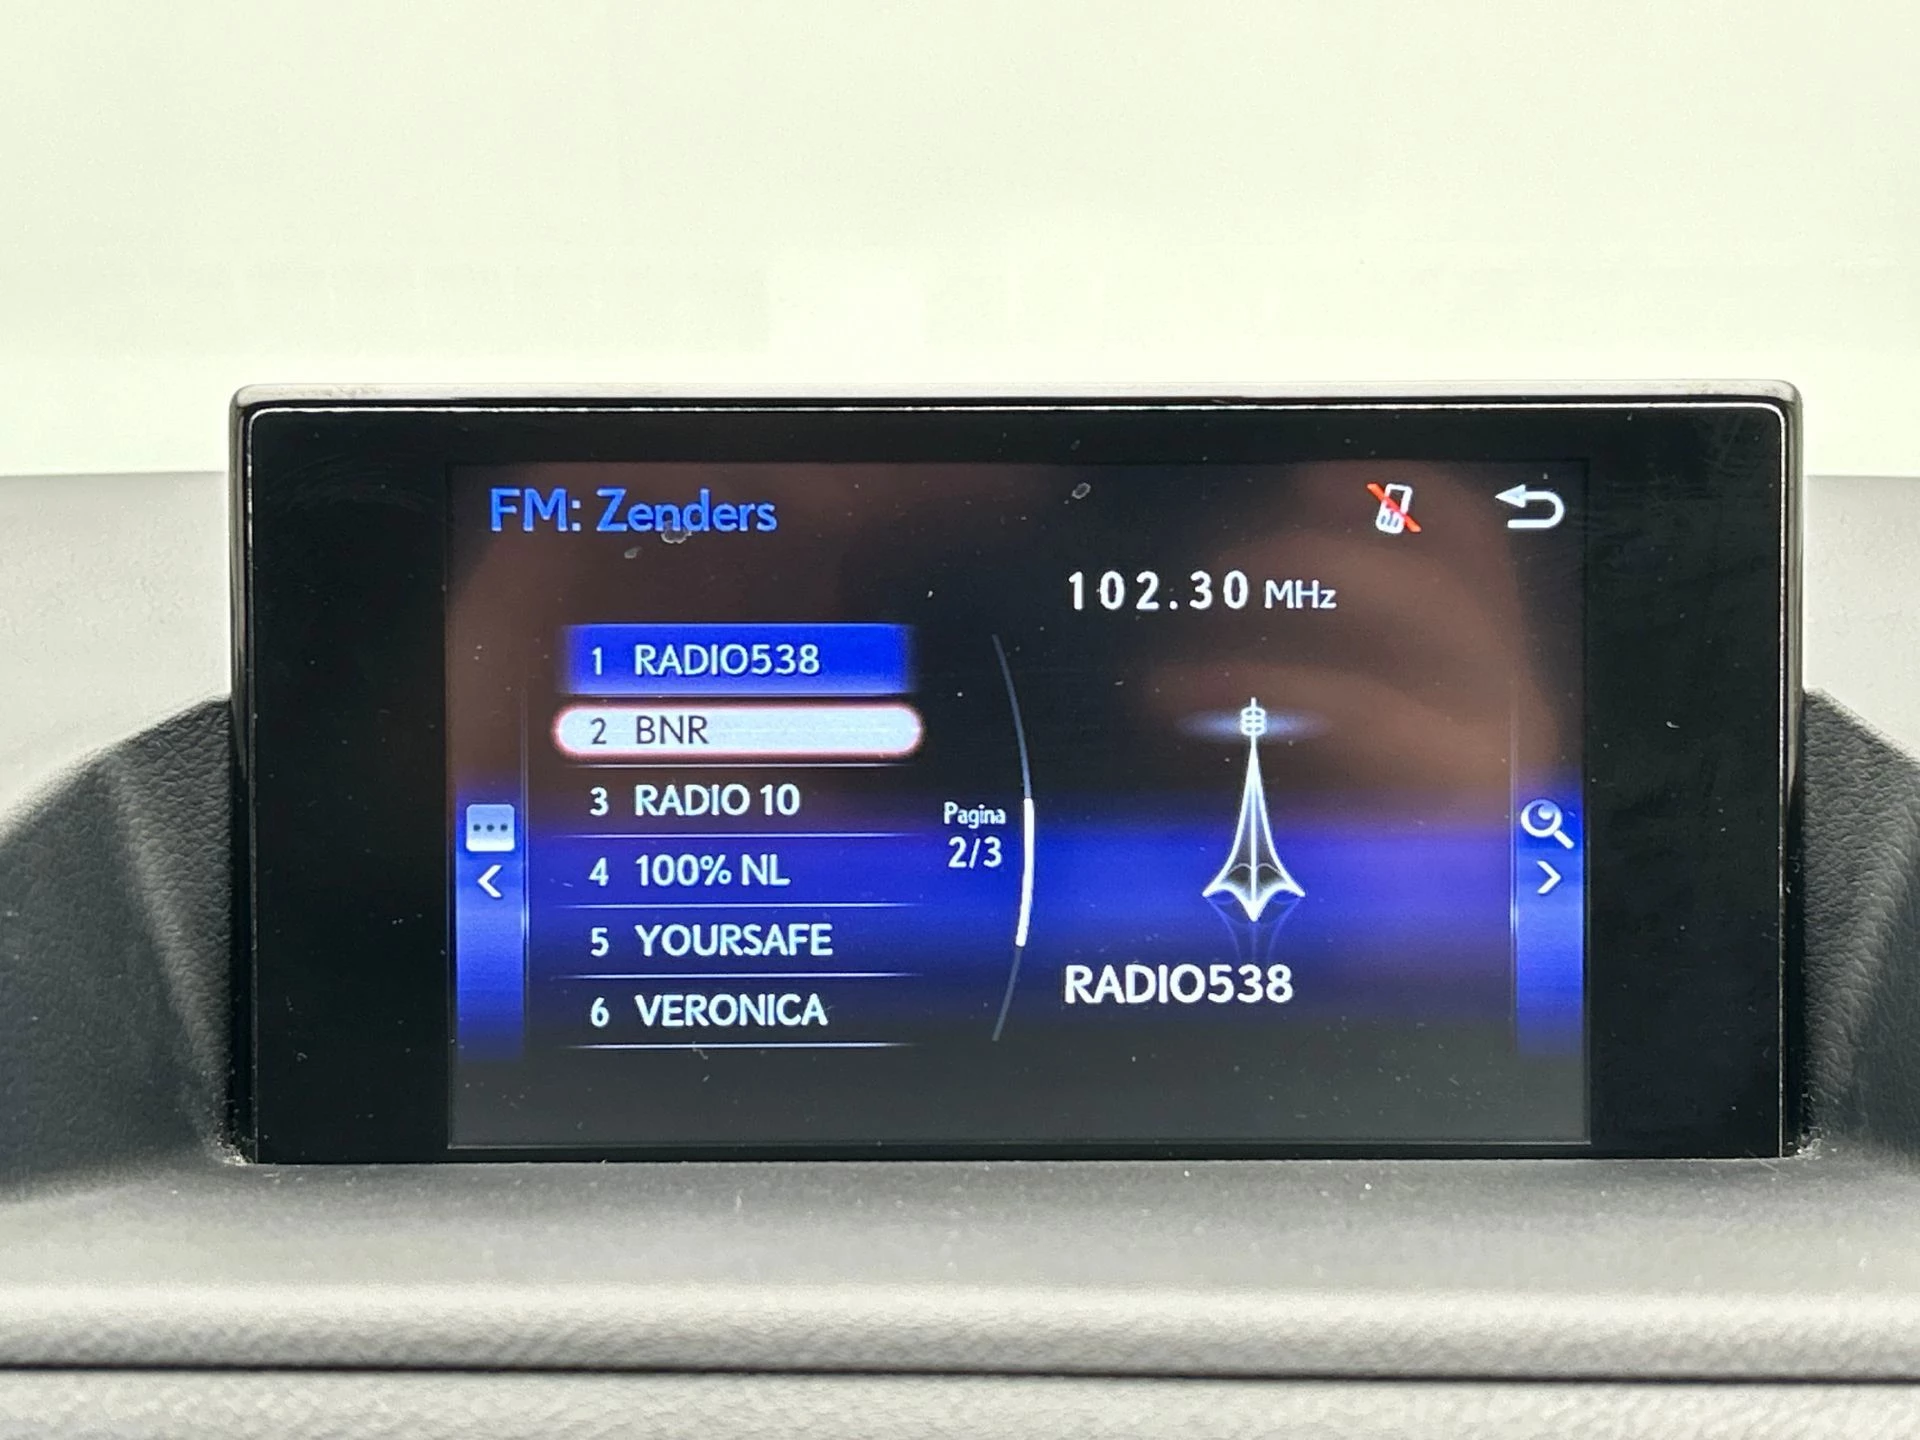 FM: Zenders
102.30 MHz
1 RADIO538
2 BNR
3 RADIO 10
4 100% NL
5 YOURSAFE
6 VERONICA
Pagina
2/3
RADIO538